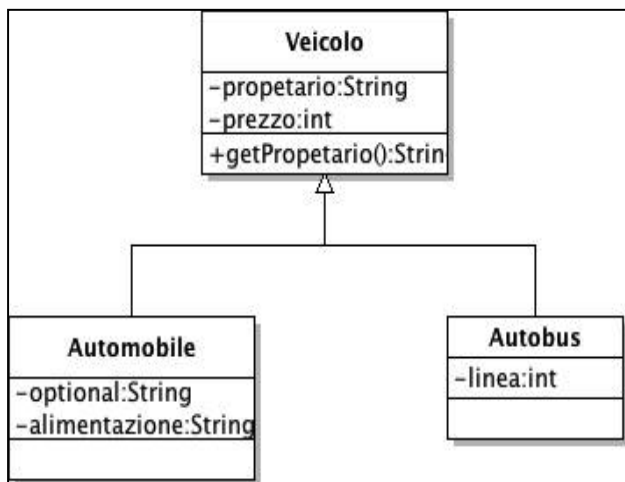 Veicolo
-propetario:String
-prezzo:int
+getPropetario():Strin
Automobile
-optional:String
-alimentazione:String
Autobus
-linea:int